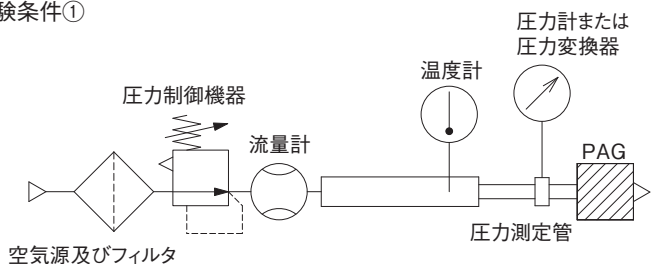 験条件①
圧力計または
圧力変換器
温度計
圧力制御機器
流量計
PAG
圧力測定管
空気源及びフィルタ